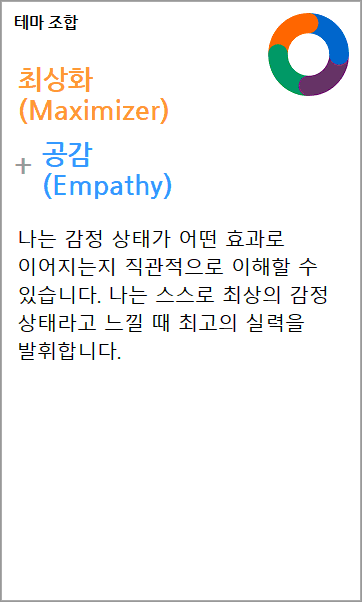 테마 조합
최상화
(Maximizer)
+ 공감
(Empathy)
나는 감정 상태가 어떤 효과로
이어지는지 직관적으로 이해할 수
있습니다. 나는 스스로 최상의 감정
상태라고 느낄 때 최고의 실력을
발휘합니다.